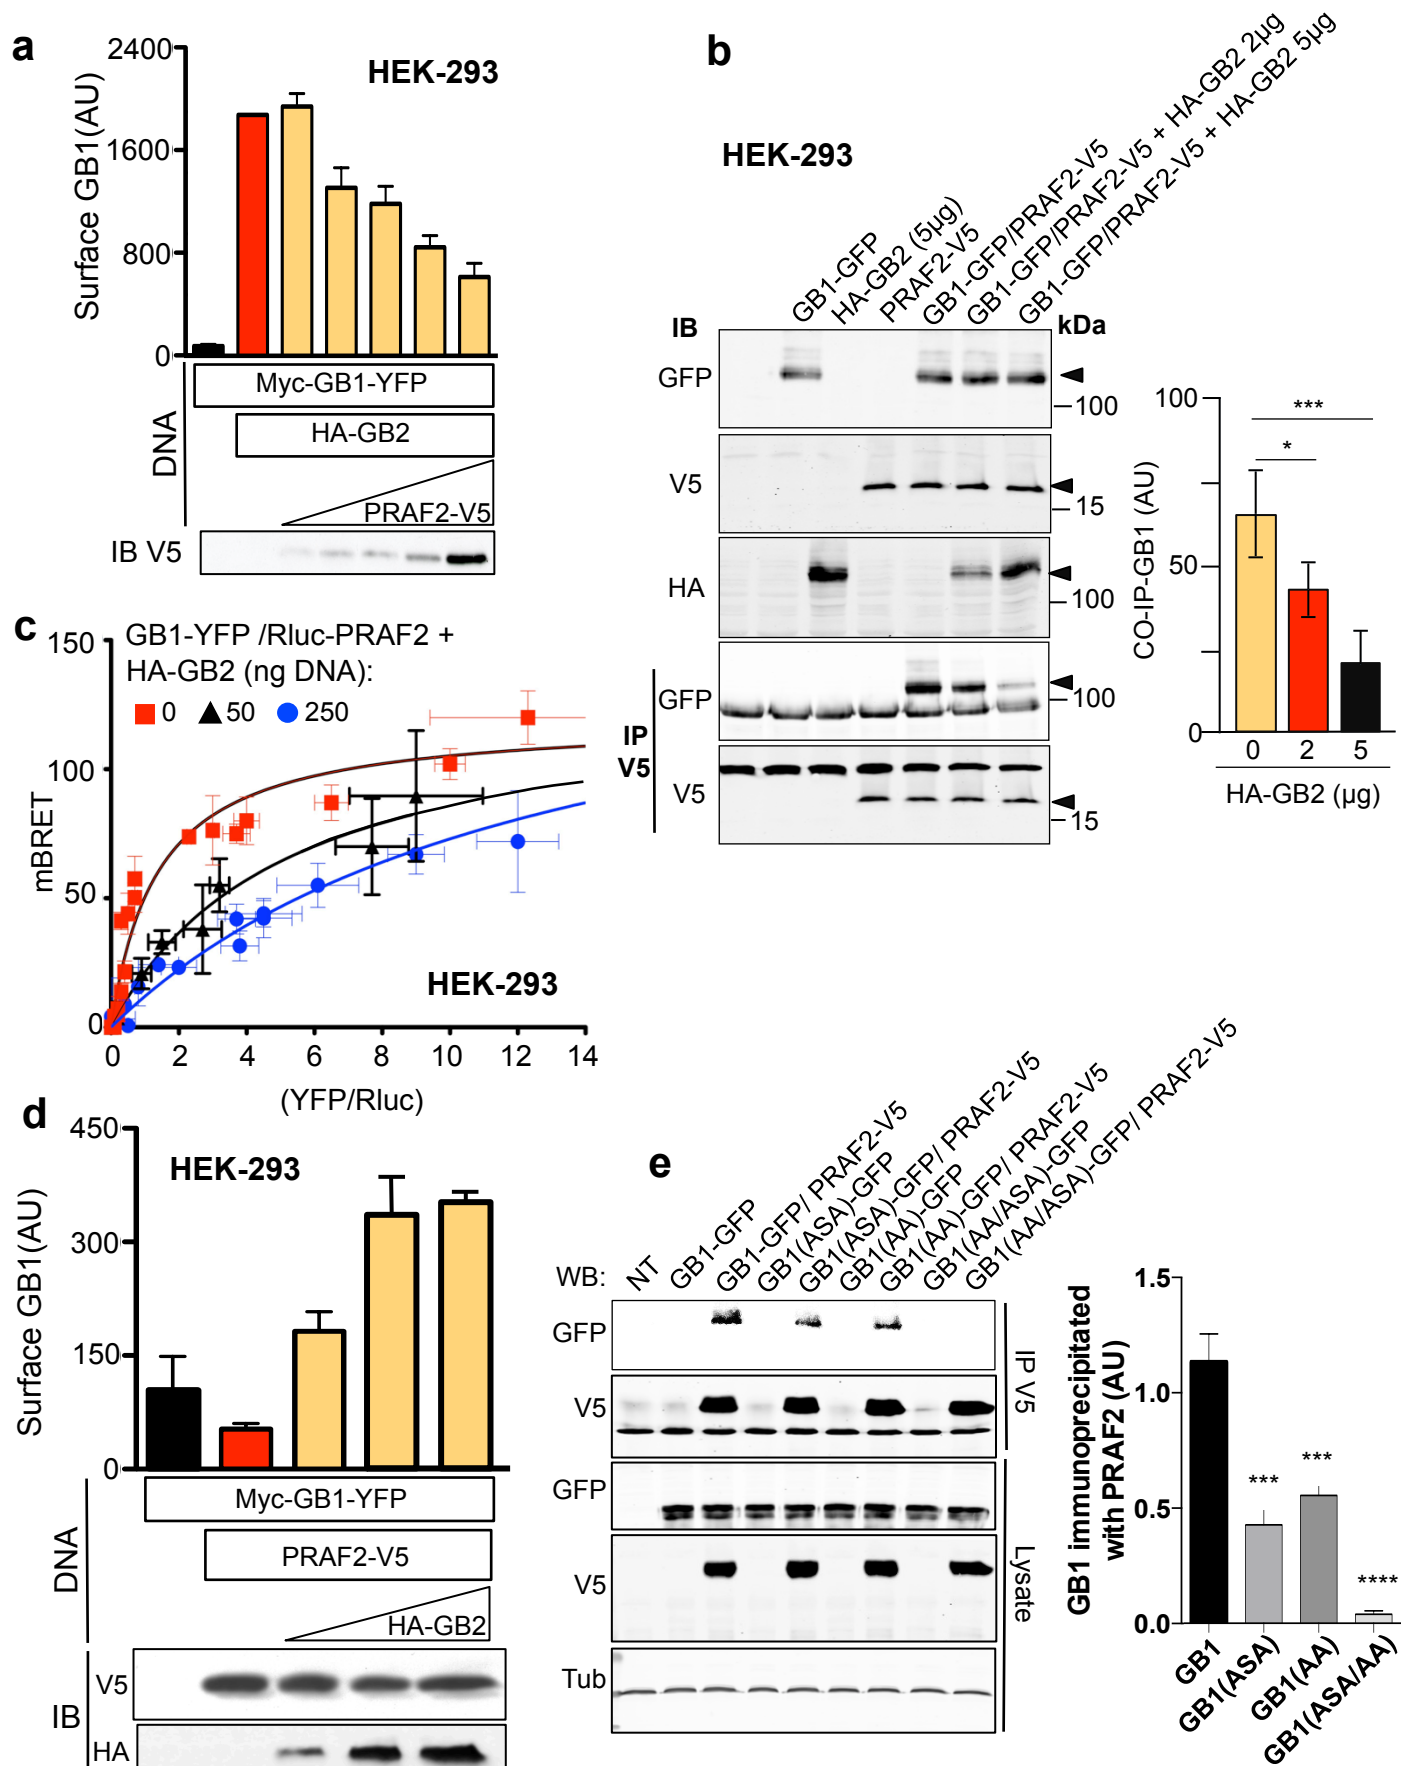 a
2400
1600
800
0
Surface GB1(AU)
HEK-293
Myc-GB1-YFP
HA-GB2
PRAF2-V5
DNA
IB V5
b
HEK-293
GB1-GFP
HA-GB2 (5µg)
PRAF2-V5
GB1-GFP/PRAF2-V5
GB1-GFP/PRAF2-V5 + HA-GB2 2µg
GB1-GFP/PRAF2-V5 + HA-GB2 5µg
IB
kDa
GFP
100
V5
15
HA
100
IP
V5
GFP
100
V5
15
100
50
0
CO-IP-GB1 (AU)
***
*
0 2 5
HA-GB2 (µg)
c
GB1-YFP /Rluc-PRAF2 +
HA-GB2 (ng DNA):
0 50 250
150
100
50
0
mBRET
HEK-293
0 2 4 6 8 10 12 14
(YFP/Rluc)
d
450
300
150
0
Surface GB1(AU)
HEK-293
Myc-GB1-YFP
PRAF2-V5
HA-GB2
DNA
IB
V5
HA
e
WB:
NT
GB1-GFP
GB1-GFP/ PRAF2-V5
GB1(ASA)-GFP
GB1(ASA)-GFP/ PRAF2-V5
GB1(AA)-GFP
GB1(AA)-GFP/ PRAF2-V5
GB1(AA/ASA)-GFP
GB1(AA/ASA)-GFP/ PRAF2-V5
GFP
V5
IP V5
GFP
V5
Tub
Lysate
1.5
1.0
0.5
0.0
GB1 immunoprecipitated
with PRAF2 (AU)
***
***
****
GB1
GB1(ASA)
GB1(AA)
GB1(ASA/AA)